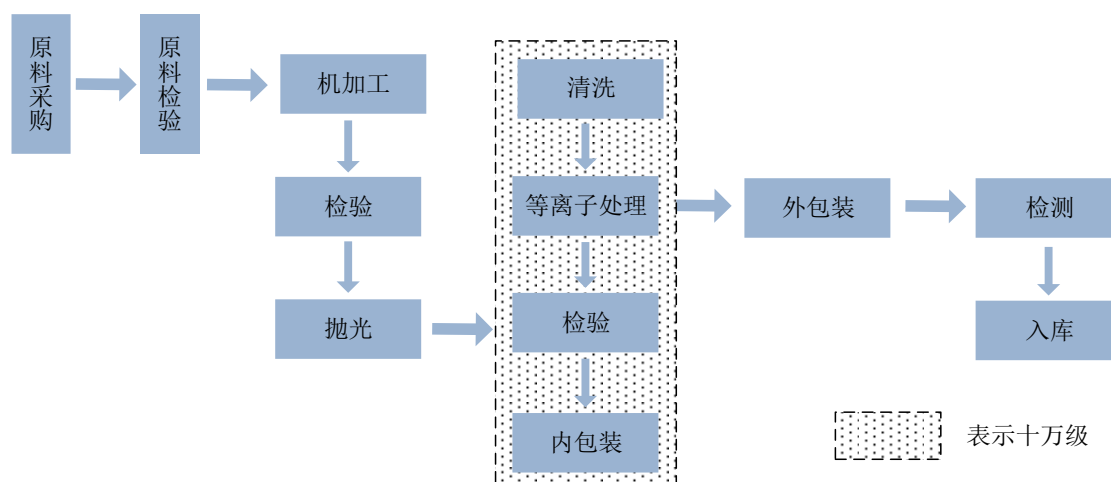 原料采购
原料检验
机加工
检验
抛光
清洗
等离子处理
检验
内包装
外包装
检测
入库
表示十万级